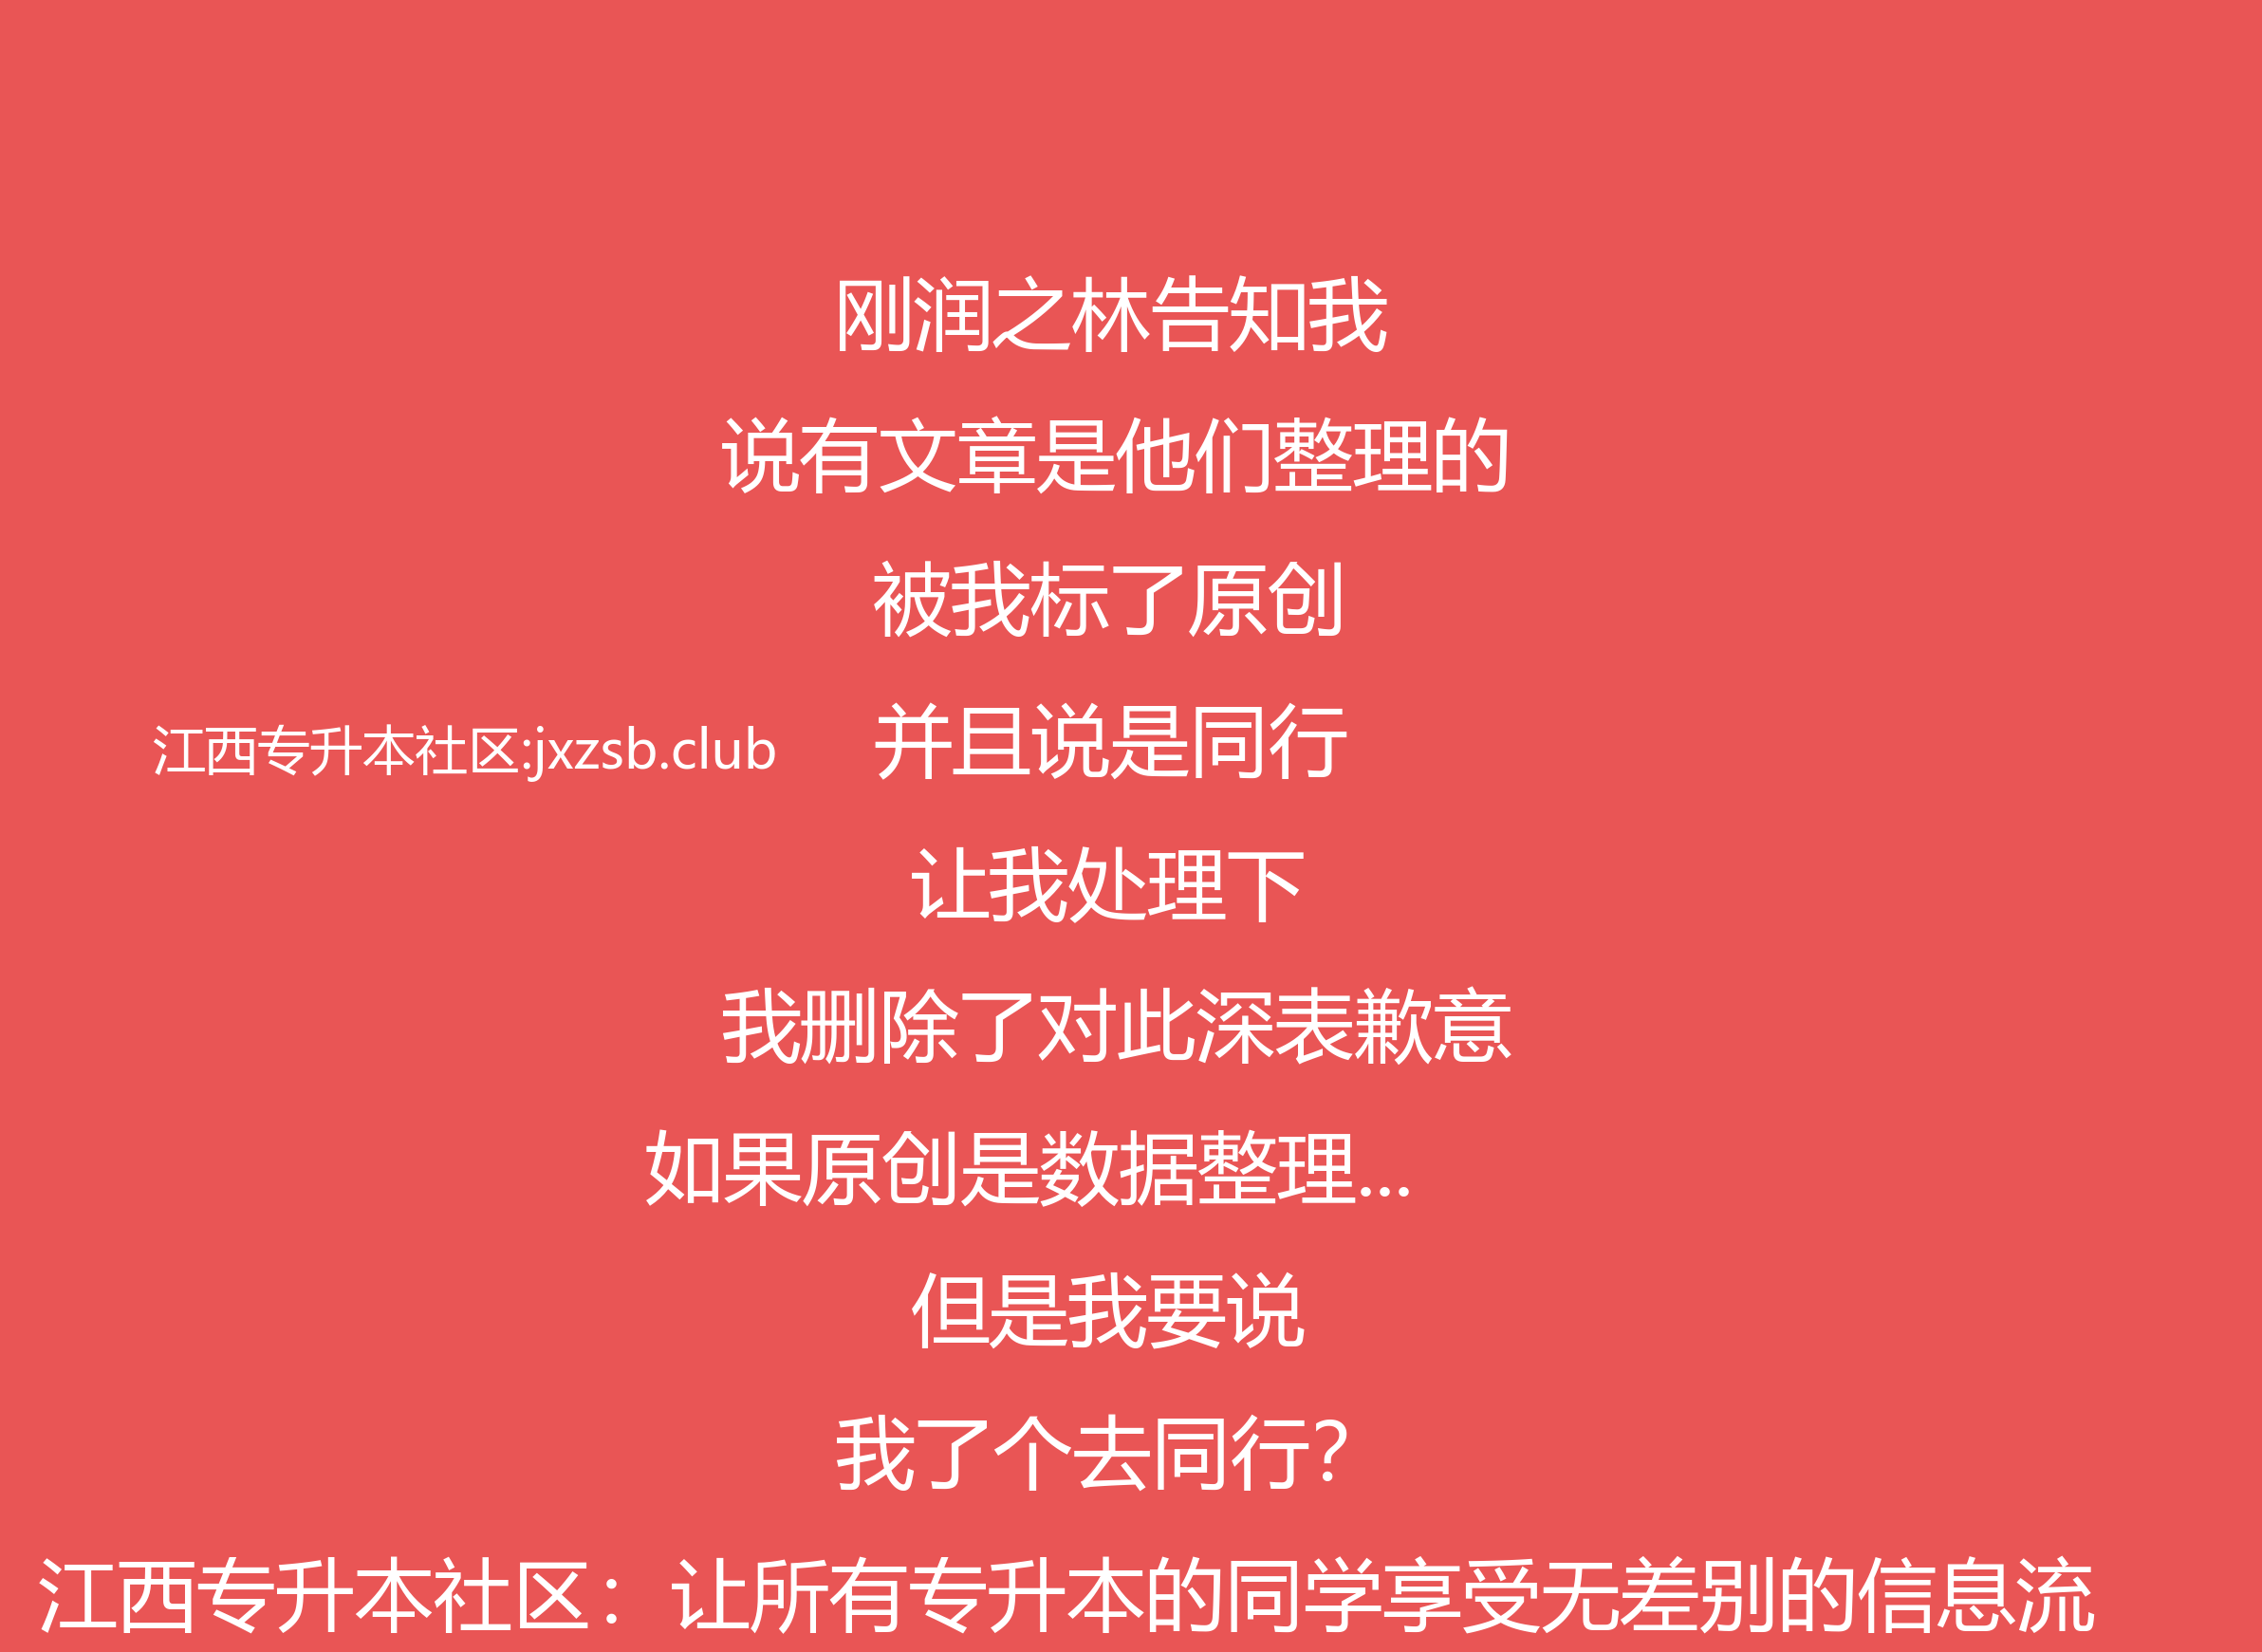 刚润之林告知我
说有文章是他们整理的
被我标了原创
江西专升本社区:jxzsb.club
并且说是同行
让我处理下
我删除了对此深表歉意
如果原创是数据整理...
但是我要说
我了个去同行?
江西专升本社区：让所有专升本的同学享受无差别的信息流